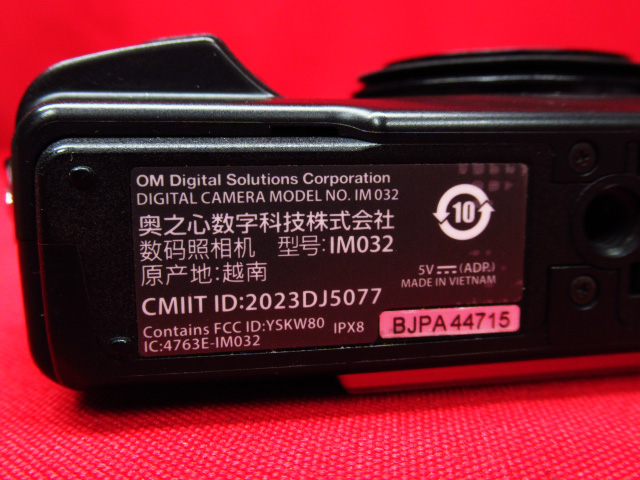 OM Digital Solutions Corporation
DIGITAL CAMERA MODEL NO. IM032
奥之心数字科技株式会社
数码照相机 型号:IM032
原产地:越南
10
5V⎓(ADP.)
MADE IN VIETNAM
CMIIT ID:2023DJ5077
Contains FCC ID:YSKW80 IPX8
IC:4763E-IM032
BJPA44715